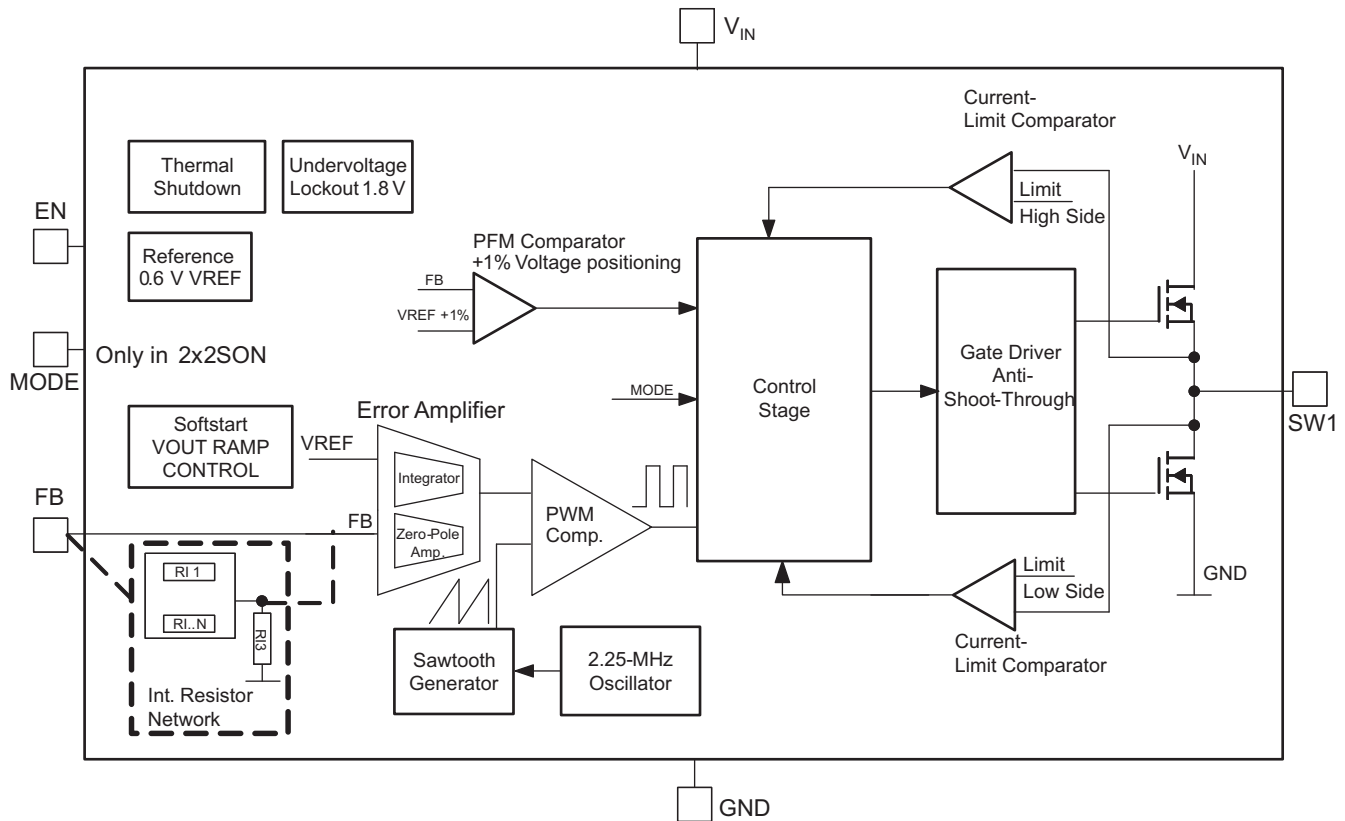 VIN
Current-
Limit Comparator
Thermal
Shutdown
Undervoltage
Lockout 1.8 V
VIN
Limit
High Side
EN
Reference
0.6 V VREF
PFM Comparator
+1% Voltage positioning
FB
VREF +1%
MODE
Only in 2x2SON
Gate Driver
Anti-
Shoot-Through
Control
Stage
MODE
SW1
Softstart
VOUT RAMP
CONTROL
Error Amplifier
VREF
Integrator
FB
FB
Zero-Pole
Amp.
PWM
Comp.
RI 1
RI..N
RI3
Int. Resistor
Network
Sawtooth
Generator
2.25-MHz
Oscillator
Limit
Low Side
GND
Current-
Limit Comparator
GND